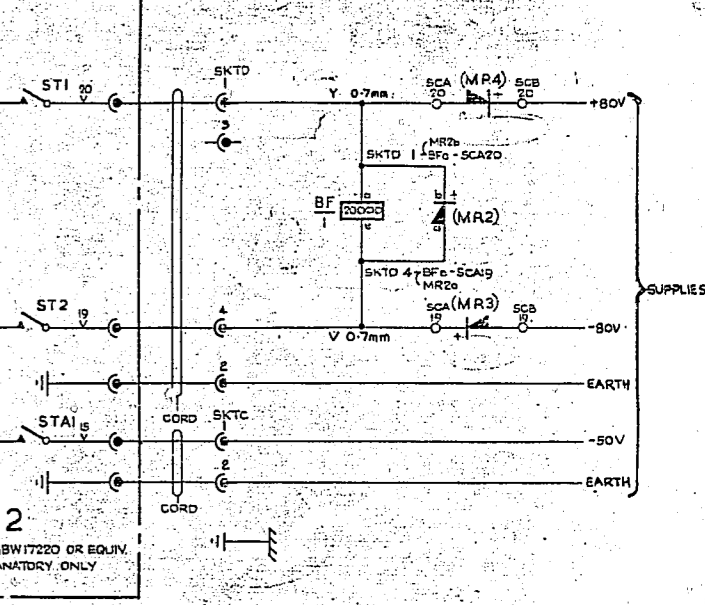 ST1
20
SKTD
1
Y 0·7mm
SCA
20
(MR4)
+
SCB
20
+80V
3
MR2b
SKTD 1 BFa-SCA20
BF
1
a
20000
e
b +
(MR2)
a
SKTD 4 BFe-SCA19
MR2a
ST2
19
4
V 0·7mm
SCA
19
(MR3)
+
SCB
19
-80V
SUPPLIES
2
EARTH
STA1
15
CORD
SKTC
1
-50V
2
EARTH
CORD
2
BW17220 OR EQUIV.
ANATORY ONLY